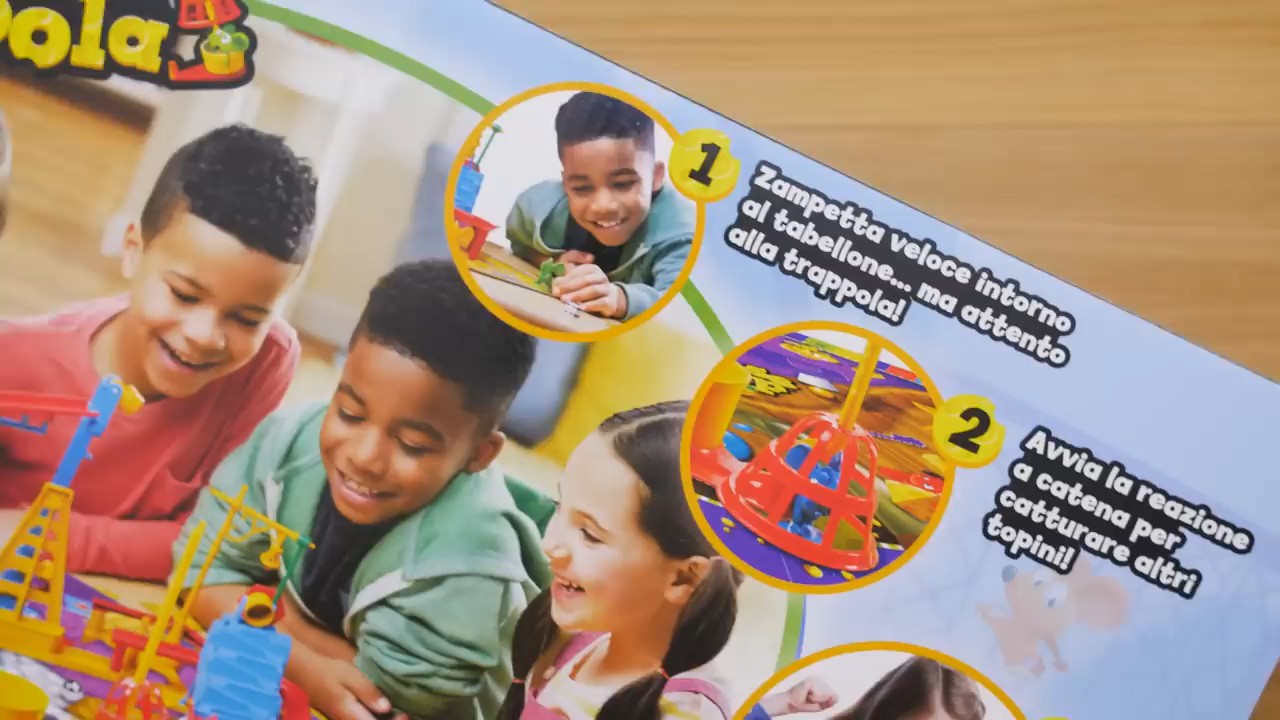 1
Zampetta veloce intorno
al tabellone... ma attento
alla trappola!
2
Avvia la reazione
a catena per
catturare altri
topini!